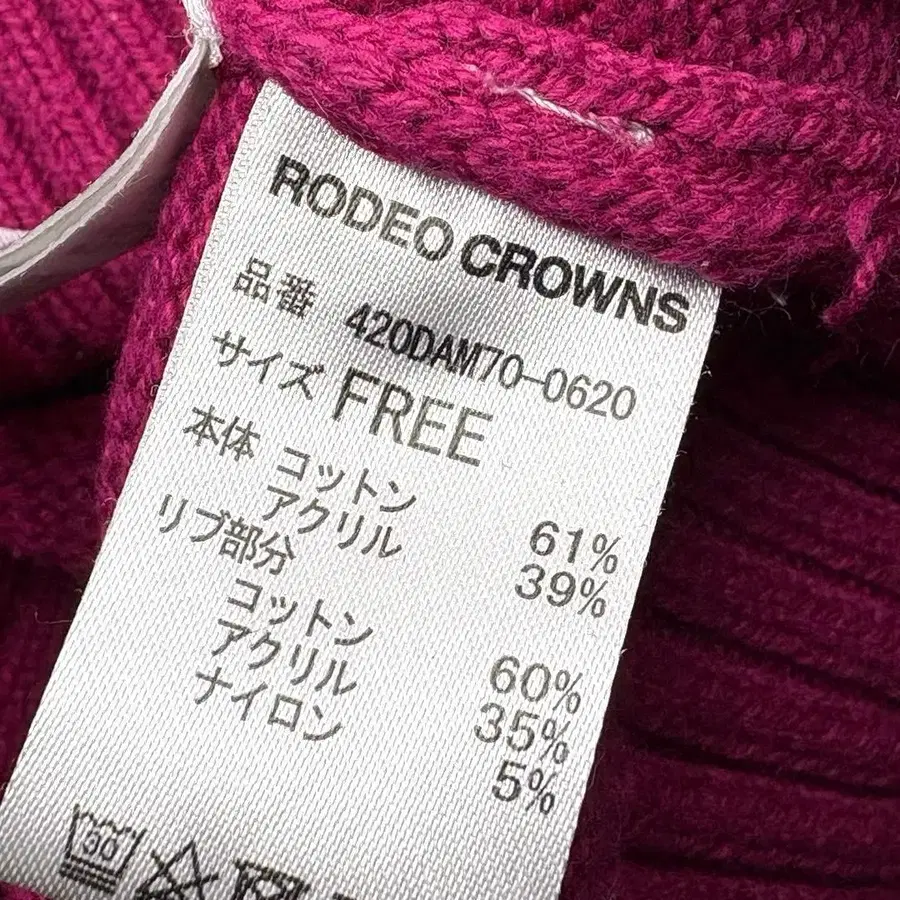 RODEO CROWNS
品番 420DAM70-0620
サイズ FREE
本体 コットン 61%
アクリル 39%
リブ部分
コットン 60%
アクリル 35%
ナイロン 5%
30